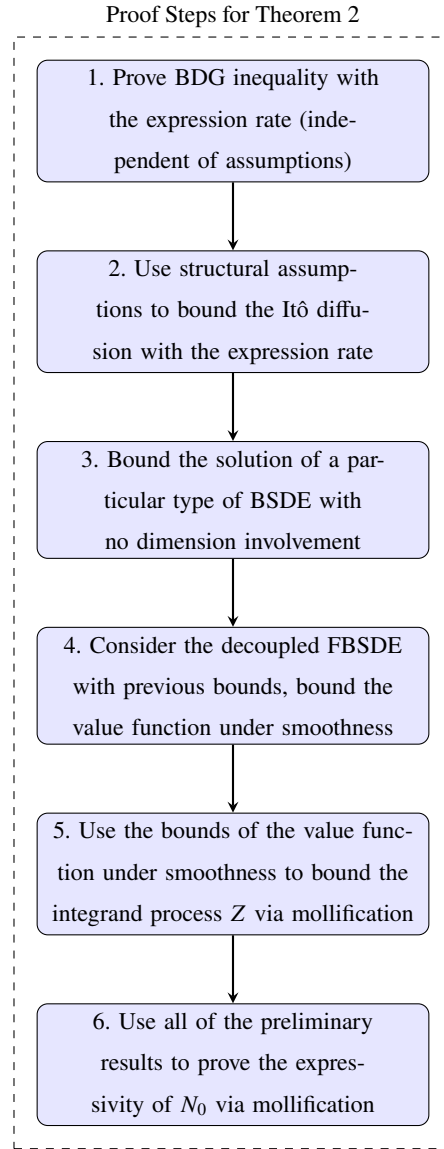 Proof Steps for Theorem 2
1. Prove BDG inequality with
the expression rate (inde-
pendent of assumptions)
2. Use structural assump-
tions to bound the Itô diffu-
sion with the expression rate
3. Bound the solution of a par-
ticular type of BSDE with
no dimension involvement
4. Consider the decoupled FBSDE
with previous bounds, bound the
value function under smoothness
5. Use the bounds of the value func-
tion under smoothness to bound the
integrand process Z via mollification
6. Use all of the preliminary
results to prove the expres-
sivity of N₀ via mollification